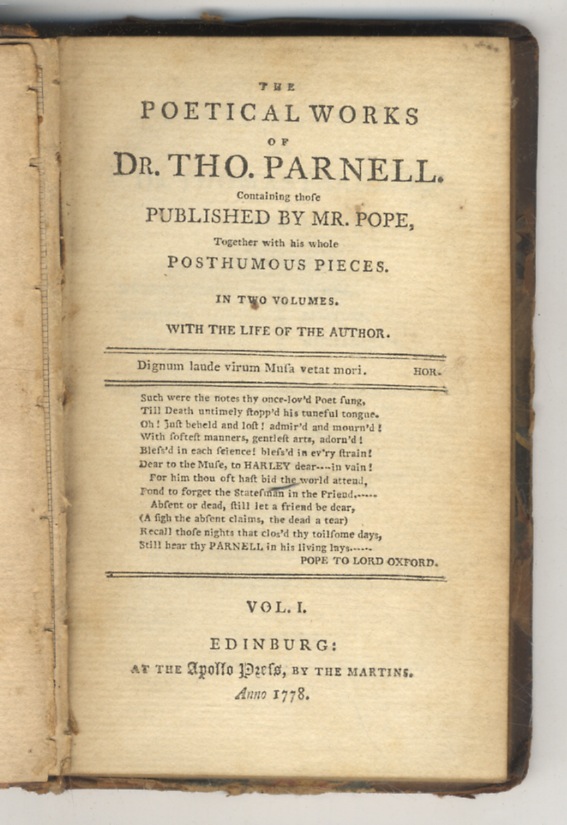 THE
POETICAL WORKS
OF
DR. THO. PARNELL.
Containing thoſe
PUBLISHED BY MR. POPE,
Together with his whole
POSTHUMOUS PIECES.
IN TWO VOLUMES.
WITH THE LIFE OF THE AUTHOR.
Dignum laude virum Muſa vetat mori. HOR.
Such were the notes thy once-lov'd Poet ſung,
Till Death untimely ſtopp'd his tuneful tongue.
Oh! Juſt beheld and loſt! admir'd and mourn'd!
With ſofteſt manners, gentleſt arts, adorn'd!
Bleſs'd in each ſcience! bleſs'd in ev'ry ſtrain!
Dear to the Muſe, to HARLEY dear----in vain!
For him thou oft haſt bid the world attend,
Fond to forget the Stateſman in the Friend.-----
Abſent or dead, ſtill let a friend be dear,
(A ſigh the abſent claims, the dead a tear)
Recall thoſe nights that clos'd thy toilſome days,
Still hear thy PARNELL in his living lays.-----
POPE TO LORD OXFORD.
VOL. I.
EDINBURG:
AT THE Apollo Preſs, BY THE MARTINS.
Anno 1778.